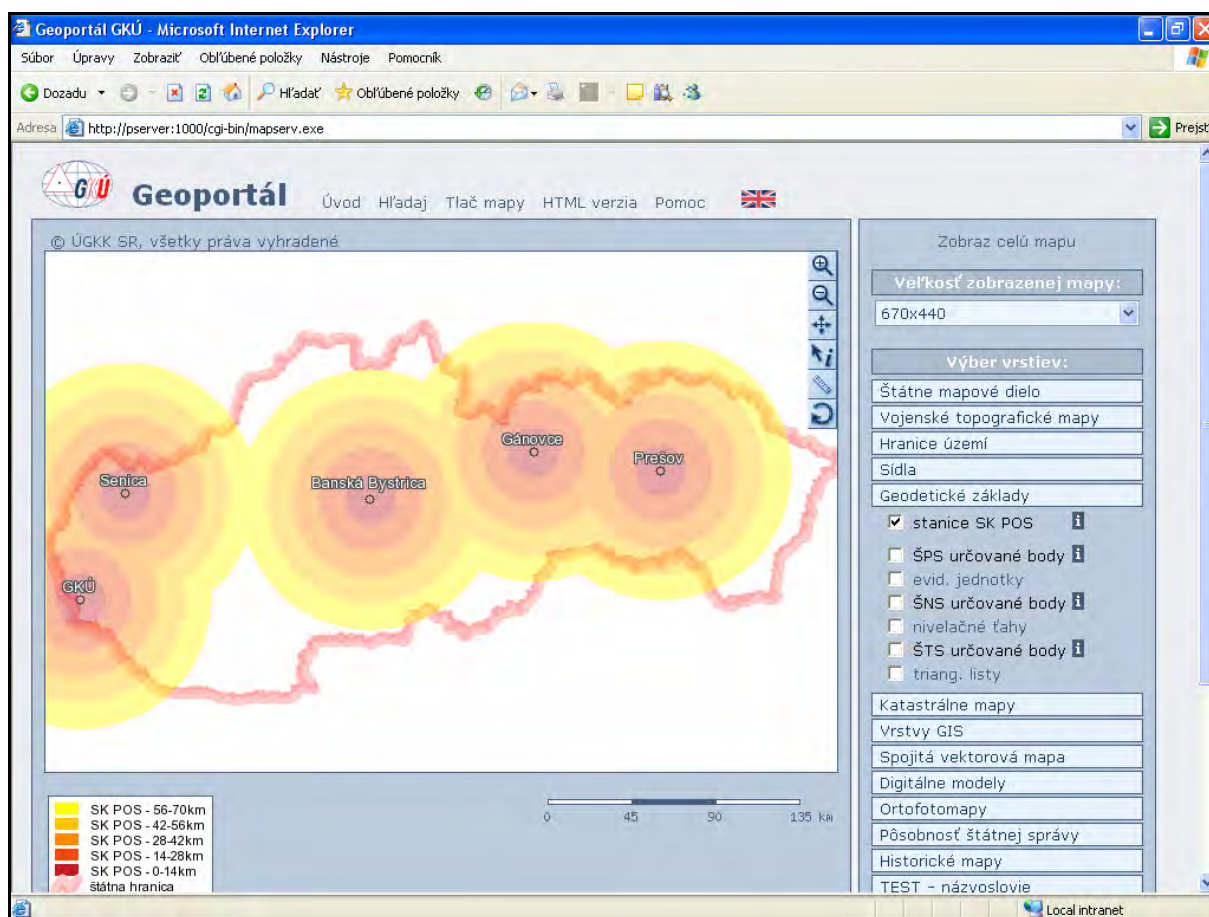 Geoportál GKÚ - Microsoft Internet Explorer
Súbor Úpravy Zobraziť Obľúbené položky Nástroje Pomocník
Dozadu Hľadať Obľúbené položky
Adresa http://pserver:1000/cgi-bin/mapserv.exe Prejsť
GKÚ Geoportál Úvod Hľadaj Tlač mapy HTML verzia Pomoc
© ÚGKK SR, všetky práva vyhradené
Senica
GKÚ
Banská Bystrica
Gánovce
Prešov
SK POS - 56-70km
SK POS - 42-56km
SK POS - 28-42km
SK POS - 14-28km
SK POS - 0-14km
štátna hranica
0 45 90 135 km
Zobraz celú mapu
Veľkosť zobrazenej mapy:
670x440
Výber vrstiev:
Štátne mapové dielo
Vojenské topografické mapy
Hranice území
Sídla
Geodetické základy
stanice SK POS
ŠPS určované body
evid. jednotky
ŠNS určované body
nivelačné ťahy
ŠTS určované body
triang. listy
Katastrálne mapy
Vrstvy GIS
Spojitá vektorová mapa
Digitálne modely
Ortofotomapy
Pôsobnosť štátnej správy
Historické mapy
TEST - názvoslovie
Local intranet